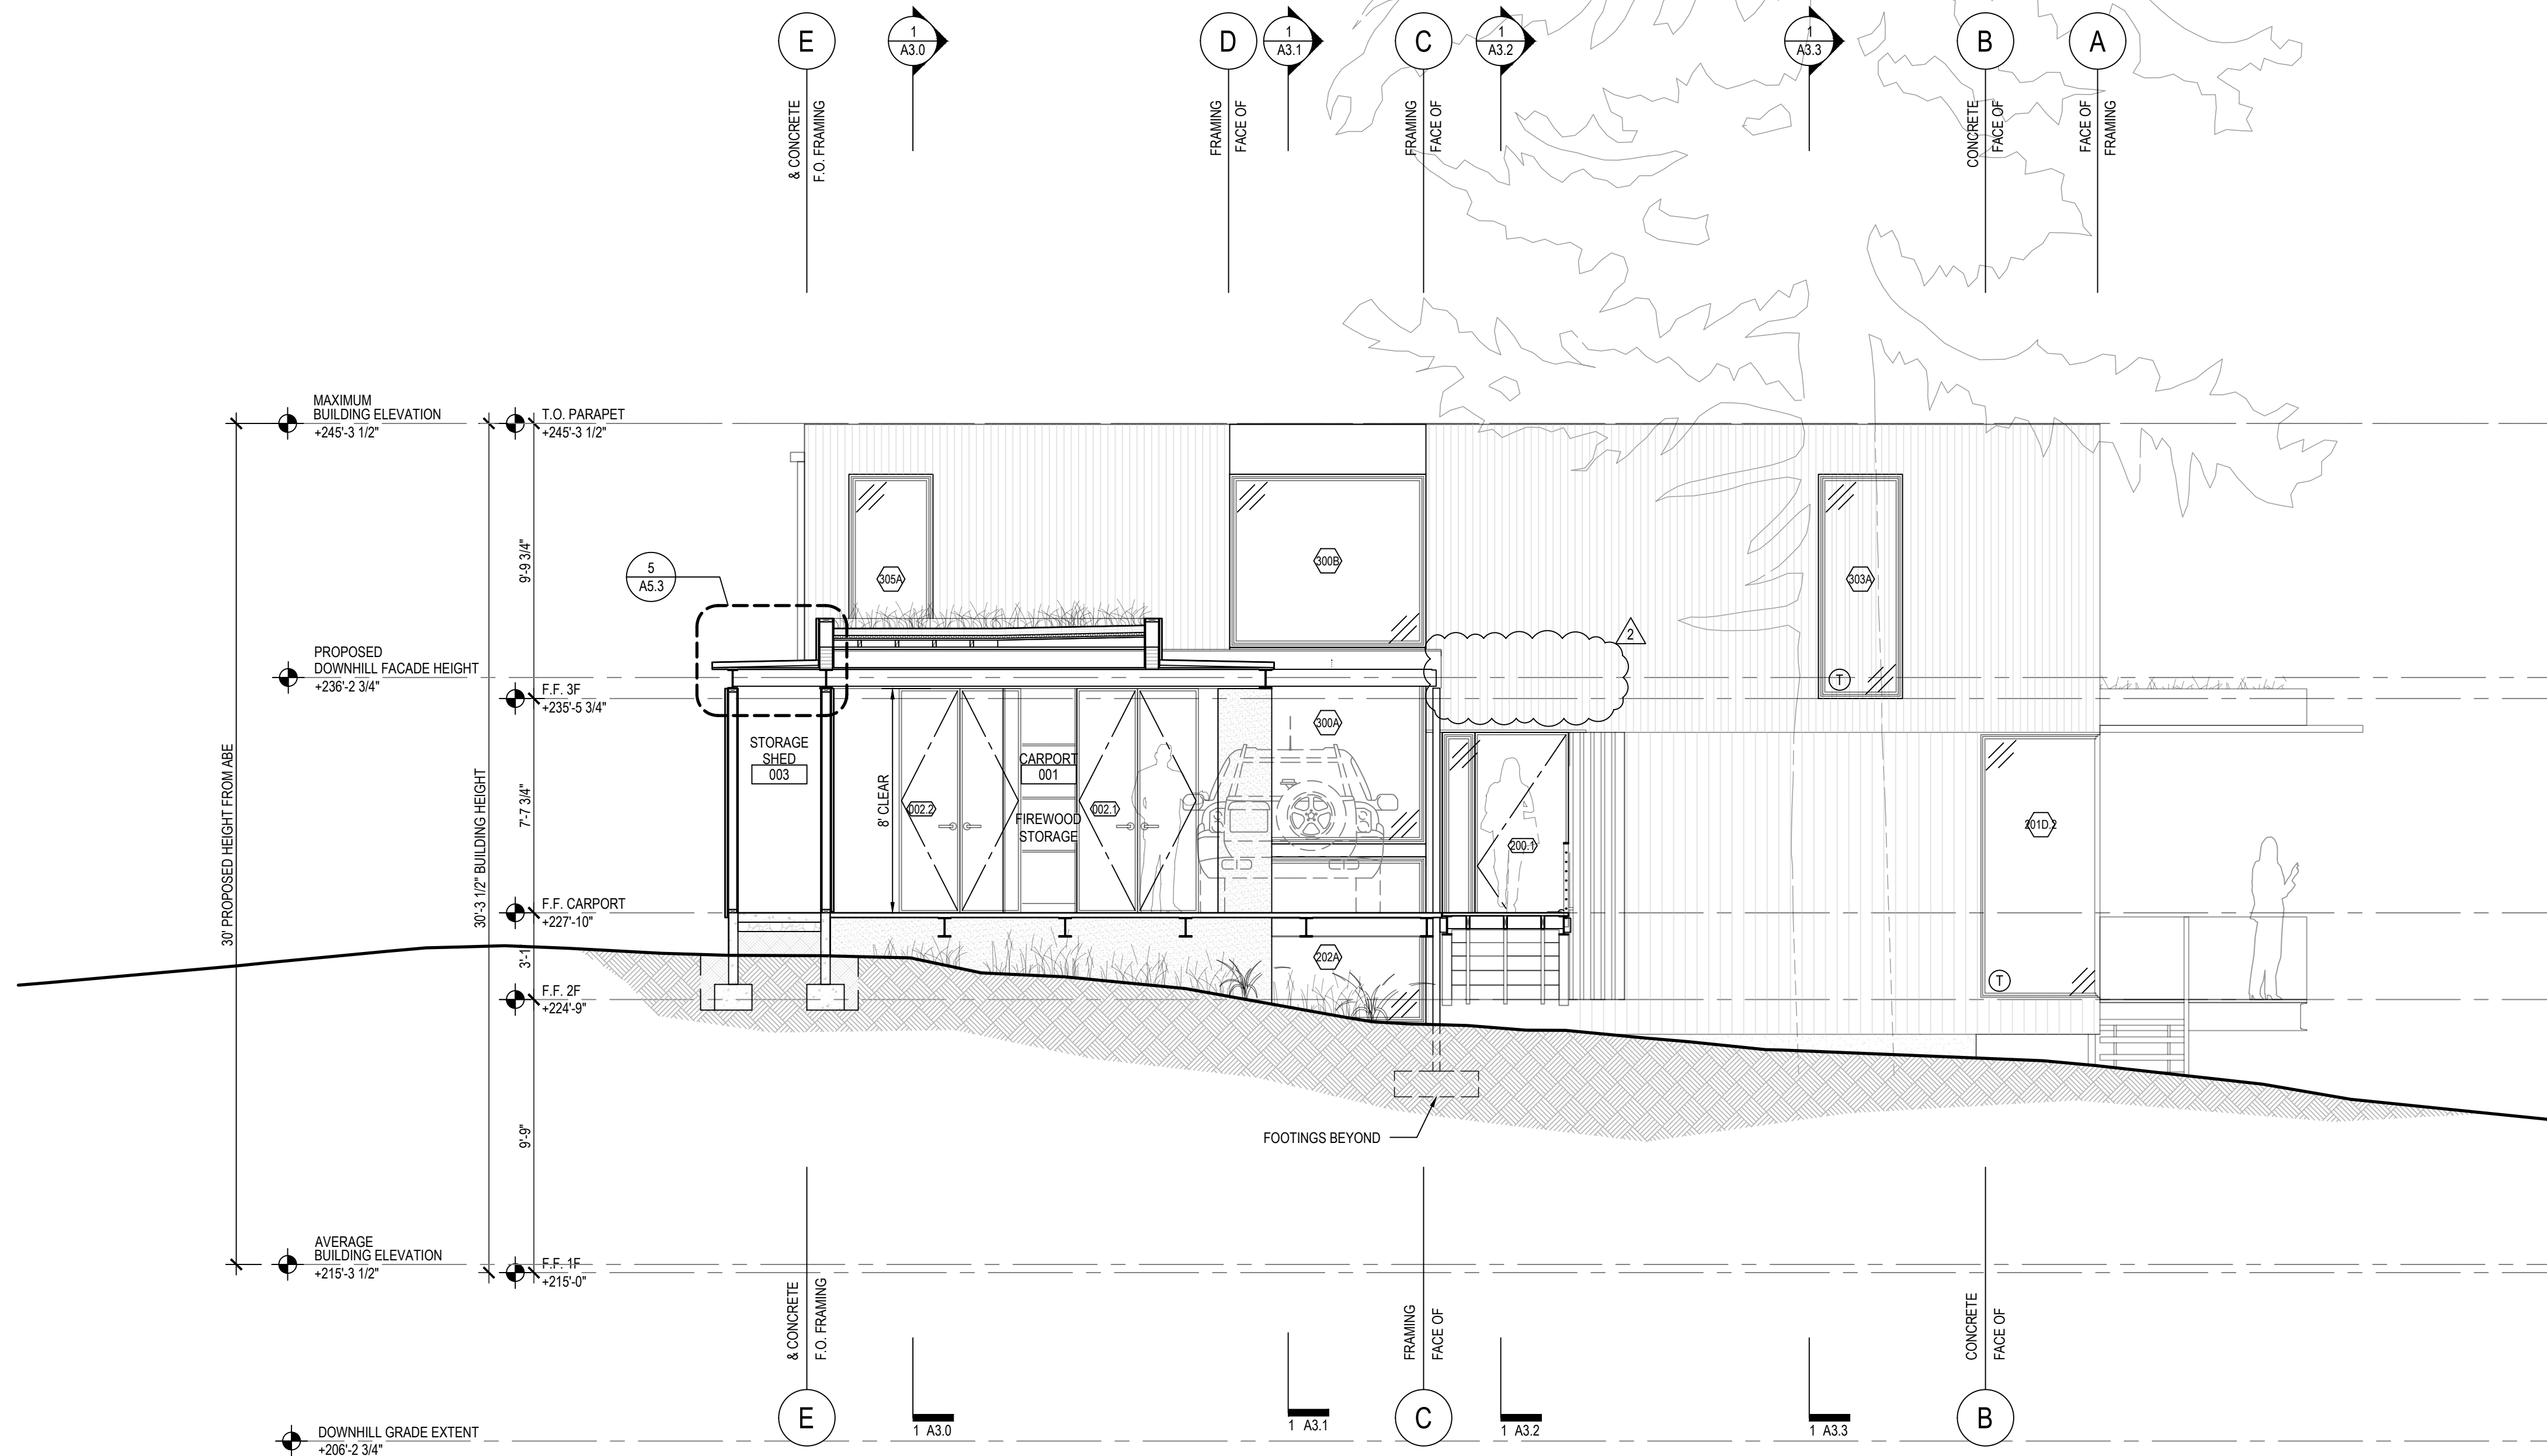 E
1
A3.0
D
1
A3.1
C
1
A3.2
1
A3.3
B
A
& CONCRETE
F.O. FRAMING
FRAMING
FACE OF
FRAMING
FACE OF
CONCRETE
FACE OF
FACE OF
FRAMING
MAXIMUM
BUILDING ELEVATION
+245'-3 1/2"
T.O. PARAPET
+245'-3 1/2"
9'-9 3/4"
5
A5.3
305A
300B
303A
2
T
PROPOSED
DOWNHILL FACADE HEIGHT
+236'-2 3/4"
F.F. 3F
+235'-5 3/4"
30' PROPOSED HEIGHT FROM ABE
30'-3 1/2" BUILDING HEIGHT
7'-7 3/4"
STORAGE
SHED
003
8' CLEAR
002.2
CARPORT
001
FIREWOOD
STORAGE
002.1
300A
200.1
201D.2
T
F.F. CARPORT
+227'-10"
3'-1
202A
F.F. 2F
+224'-9"
9'-9"
FOOTINGS BEYOND
AVERAGE
BUILDING ELEVATION
+215'-3 1/2"
F.F. 1F
+215'-0"
& CONCRETE
F.O. FRAMING
FRAMING
FACE OF
CONCRETE
FACE OF
E
1 A3.0
1 A3.1
C
1 A3.2
1 A3.3
B
DOWNHILL GRADE EXTENT
+206'-2 3/4"